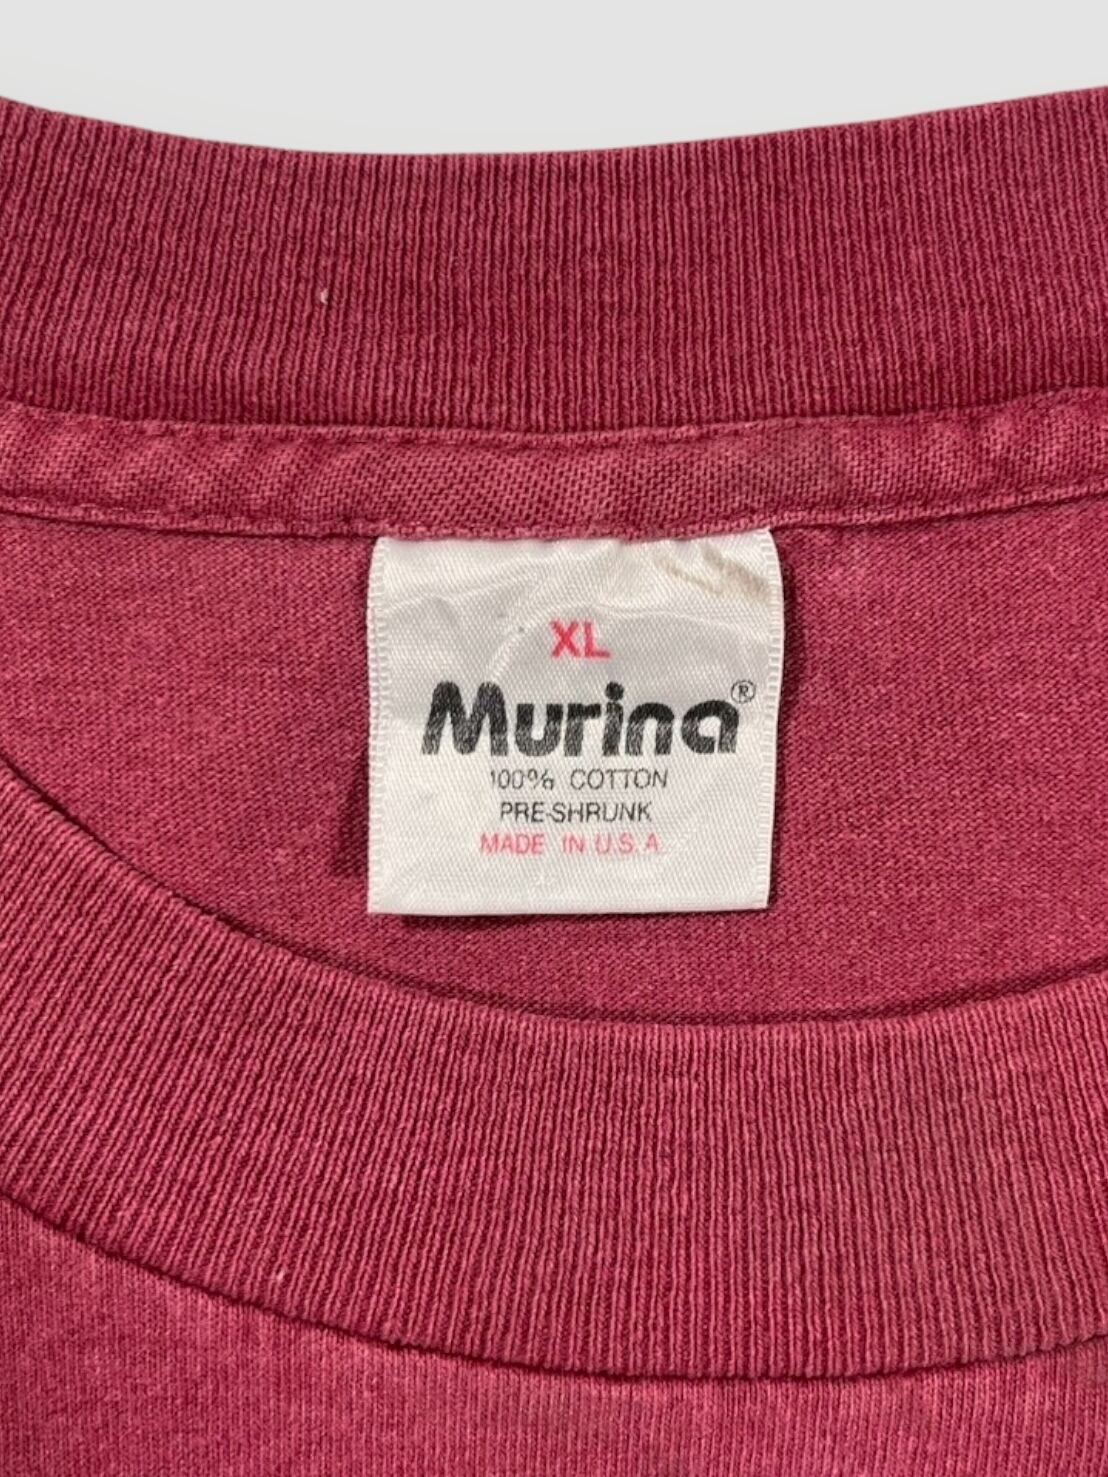 XL
Murina®
100% COTTON
PRE-SHRUNK
MADE IN U.S.A